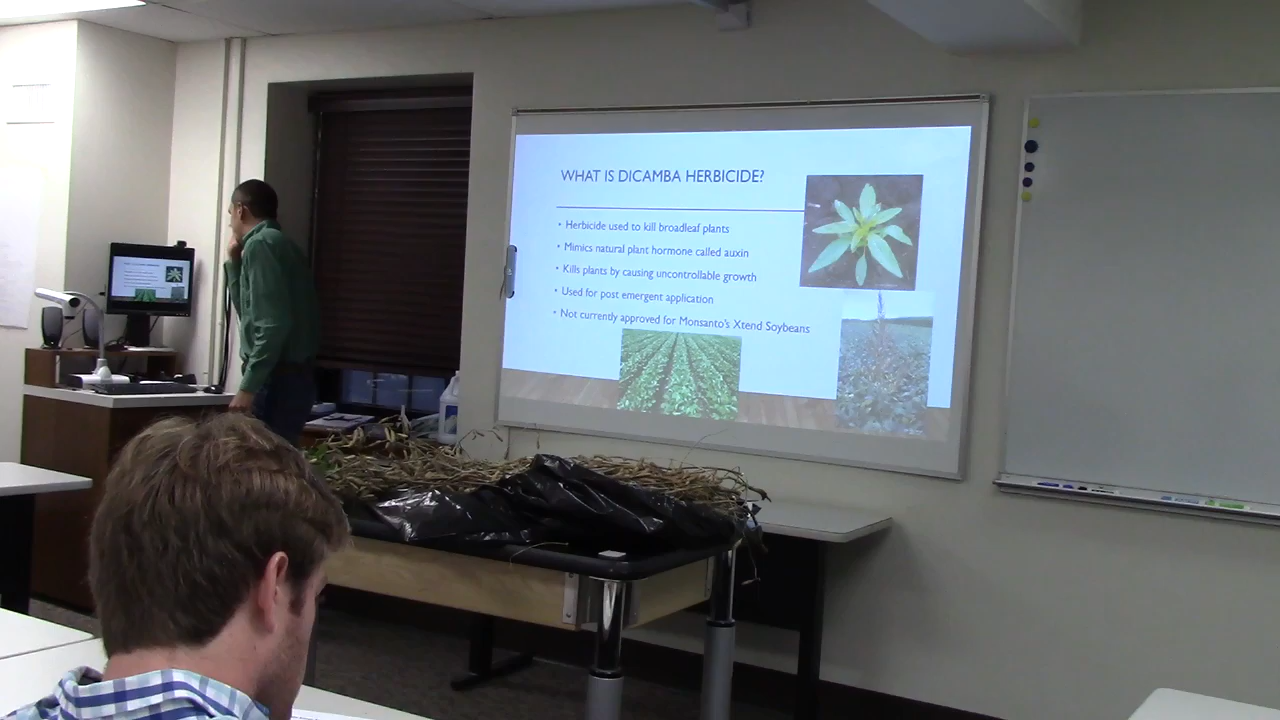 WHAT IS DICAMBA HERBICIDE?
• Herbicide used to kill broadleaf plants
• Mimics natural plant hormone called auxin
• Kills plants by causing uncontrollable growth
• Used for post emergent application
• Not currently approved for Monsanto's Xtend Soybeans